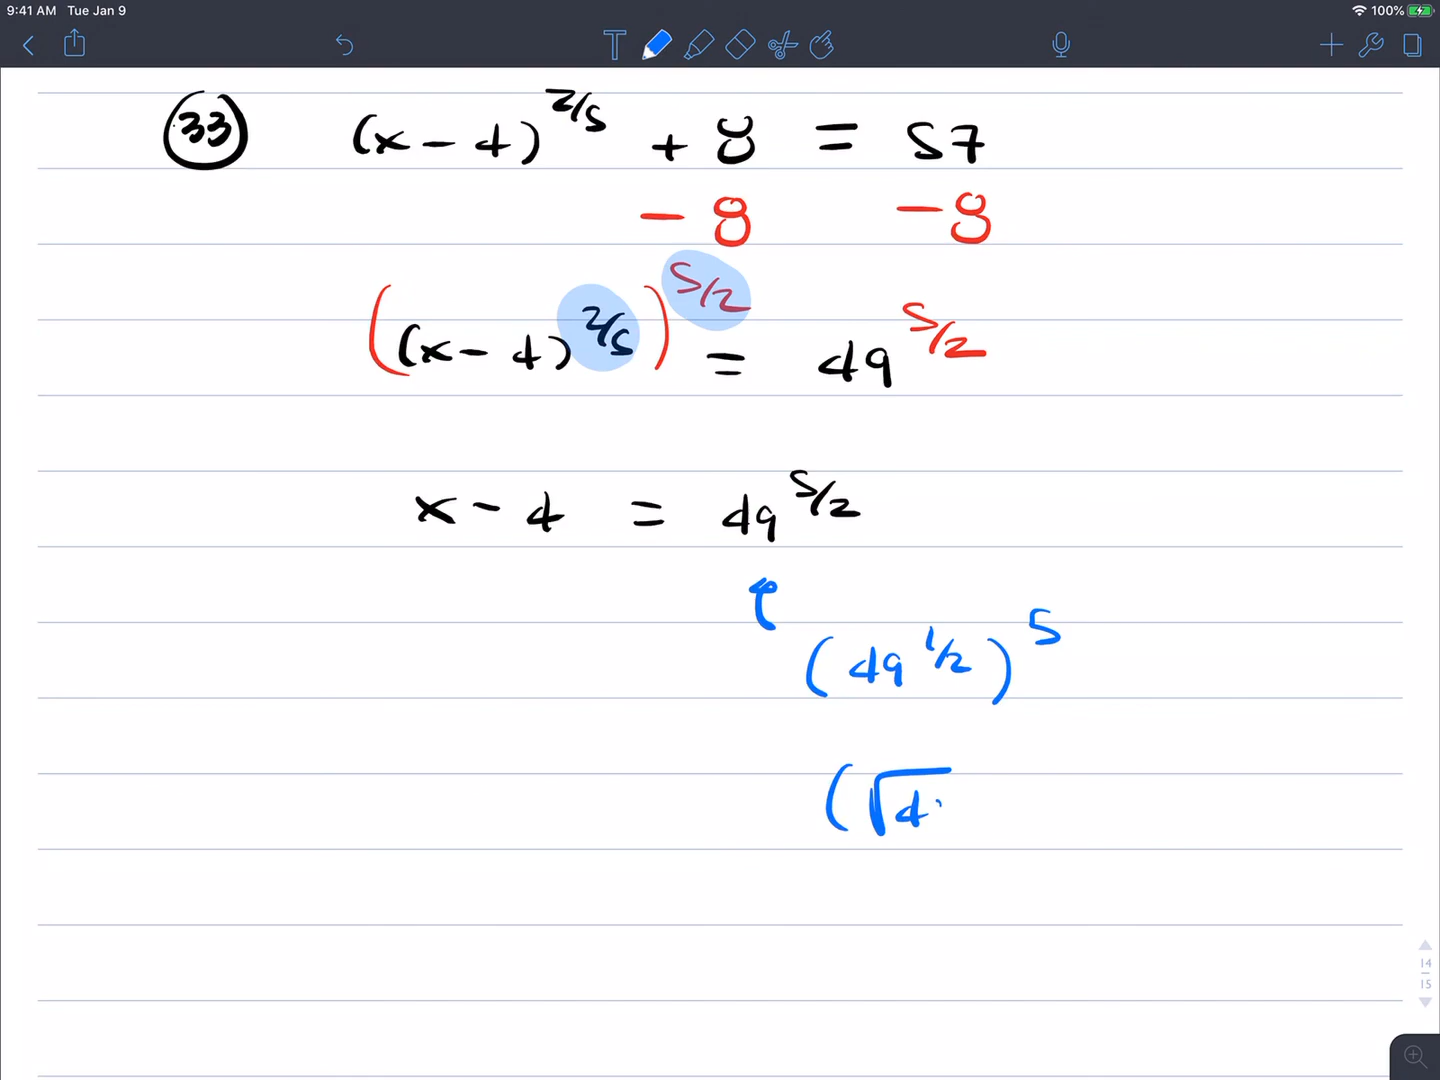 9:41 AM Tue Jan 9 100%
T
33 (x - 4)^{2/5} + 8 = 57
- 8 - 8
((x - 4)^{2/5})^{5/2} = 49^{5/2}
x - 4 = 49^{5/2}
(49^{1/2})^5
(√4
14
15